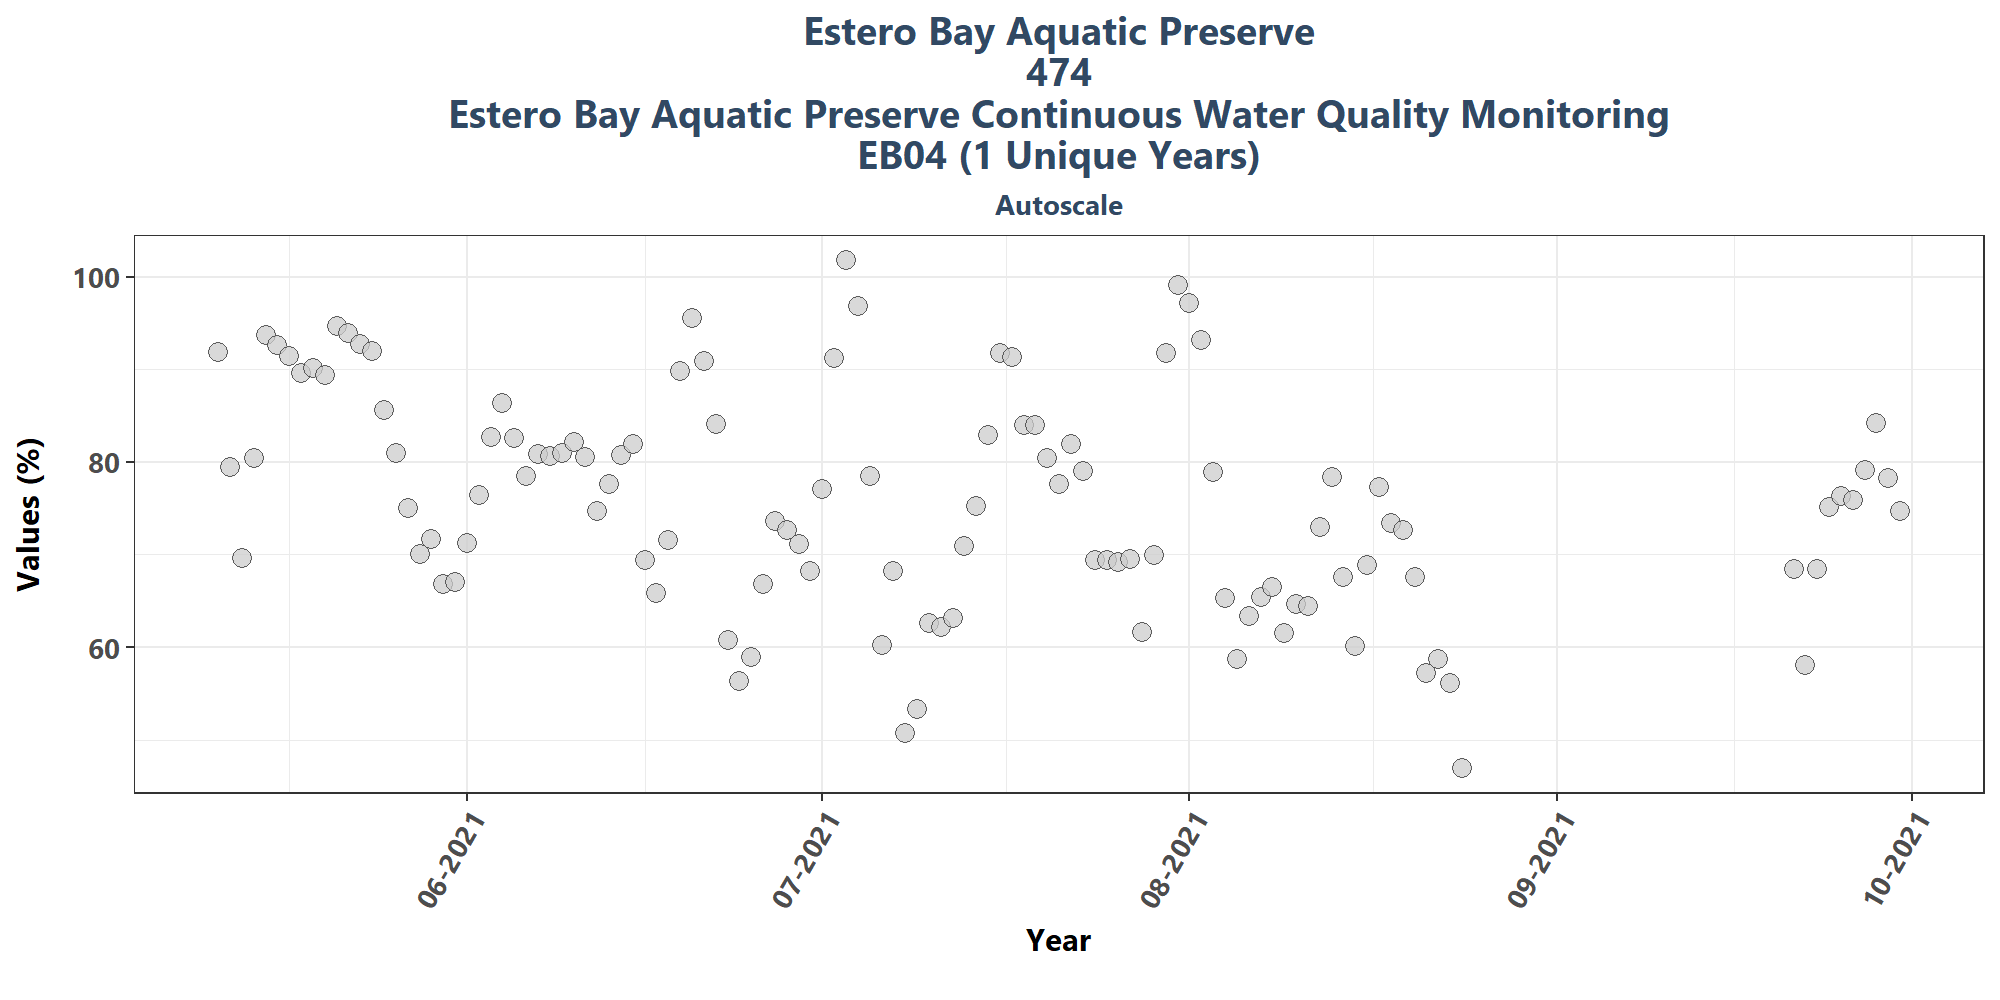 Estero Bay Aquatic Preserve
474
Estero Bay Aquatic Preserve Continuous Water Quality Monitoring
EB04 (1 Unique Years)
Autoscale
Values (%)
100
80
60
06-2021
07-2021
08-2021
09-2021
10-2021
Year